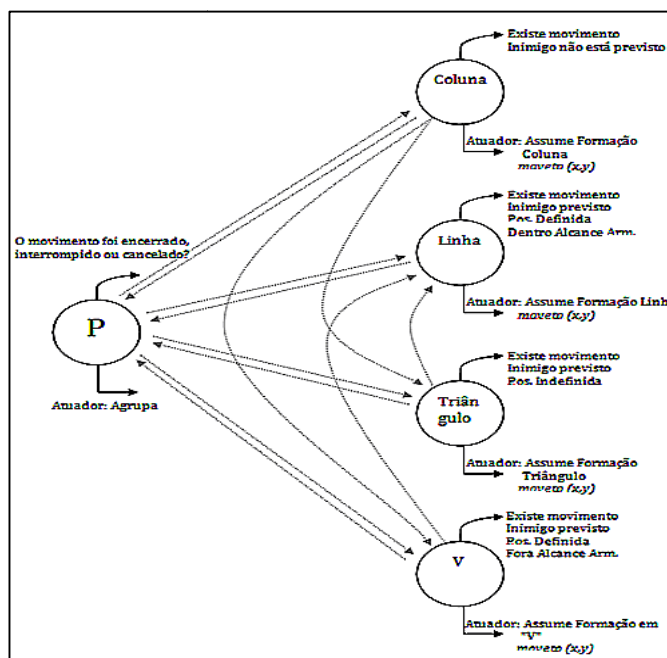 Existe movimento
Inimigo não está previsto
Coluna
Atuador: Assume Formação
Coluna
moveto (x,y)
Existe movimento
Inimigo previsto
Pos. Definida
Dentro Alcance Arm.
Linha
Atuador: Assume Formação Linh
moveto (x,y)
O movimento foi encerrado,
interrompido ou cancelado?
P
Atuador: Agrupa
Existe movimento
Inimigo previsto
Pos. Indefinida
Triân
gulo
Atuador: Assume Formação
Triângulo
moveto (x,y)
Existe movimento
Inimigo previsto
Pos. Definida
Fora Alcance Arm.
V
Atuador: Assume Formação em
"V"
moveto (x,y)